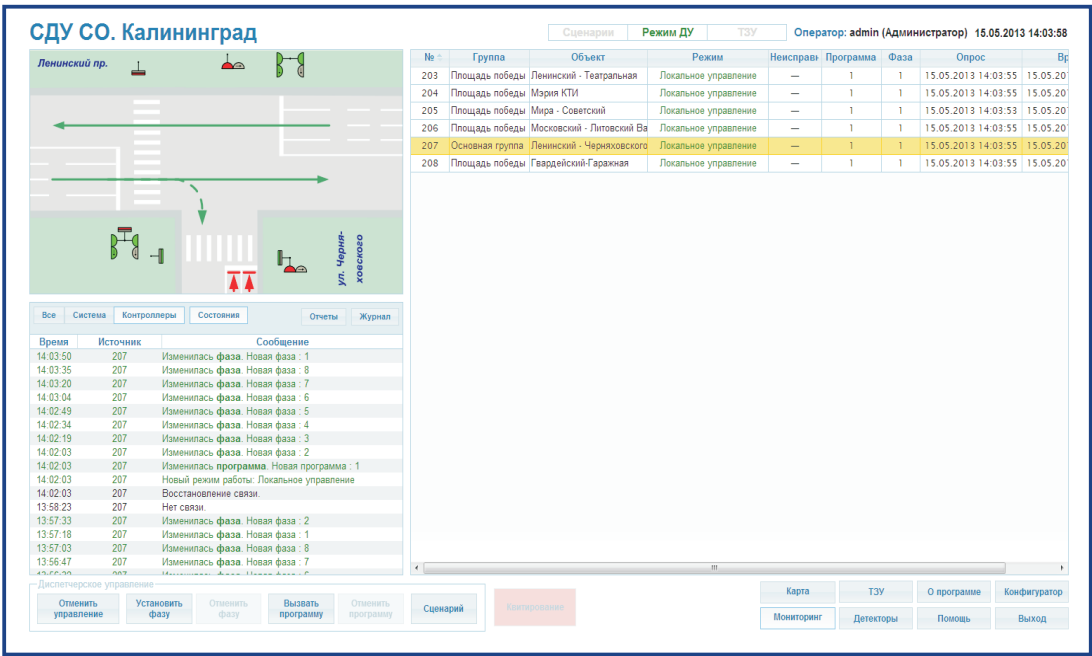 СДУ СО. Калининград
Сценарии Режим ДУ ТЗУ
Оператор: admin (Администратор) 15.05.2013 14:03:58
Ленинский пр.
ул. Черня-
ховского
№ Группа Объект Режим Неисправн Программа Фаза Опрос Вр
203 Площадь победы Ленинский - Театральная Локальное управление — 1 1 15.05.2013 14:03:55 15.05.20
204 Площадь победы Мэрия КТИ Локальное управление — 1 1 15.05.2013 14:03:55 15.05.20
205 Площадь победы Мира - Советский Локальное управление — 1 1 15.05.2013 14:03:53 15.05.20
206 Площадь победы Московский - Литовский Ва Локальное управление — 1 1 15.05.2013 14:03:55 15.05.20
207 Основная группа Ленинский - Черняховского Локальное управление — 1 1 15.05.2013 14:03:55 15.05.20
208 Площадь победы Гвардейский-Гаражная Локальное управление — 1 1 15.05.2013 14:03:55 15.05.20
Все Система Контроллеры Состояния Отчеты Журнал
Время Источник Сообщение
14:03:50 207 Изменилась фаза. Новая фаза : 1
14:03:35 207 Изменилась фаза. Новая фаза : 8
14:03:20 207 Изменилась фаза. Новая фаза : 7
14:03:04 207 Изменилась фаза. Новая фаза : 6
14:02:49 207 Изменилась фаза. Новая фаза : 5
14:02:34 207 Изменилась фаза. Новая фаза : 4
14:02:19 207 Изменилась фаза. Новая фаза : 3
14:02:03 207 Изменилась фаза. Новая фаза : 2
14:02:03 207 Изменилась программа. Новая программа : 1
14:02:03 207 Новый режим работы: Локальное управление
14:02:03 207 Восстановление связи.
13:58:23 207 Нет связи.
13:57:33 207 Изменилась фаза. Новая фаза : 2
13:57:18 207 Изменилась фаза. Новая фаза : 1
13:57:03 207 Изменилась фаза. Новая фаза : 8
13:56:47 207 Изменилась фаза. Новая фаза : 7
Диспетчерское управление
Отменить управление
Установить фазу
Отменить фазу
Вызвать программу
Отменить программу
Сценарий
Квитирование
Карта ТЗУ О программе Конфигуратор
Мониторинг Детекторы Помощь Выход